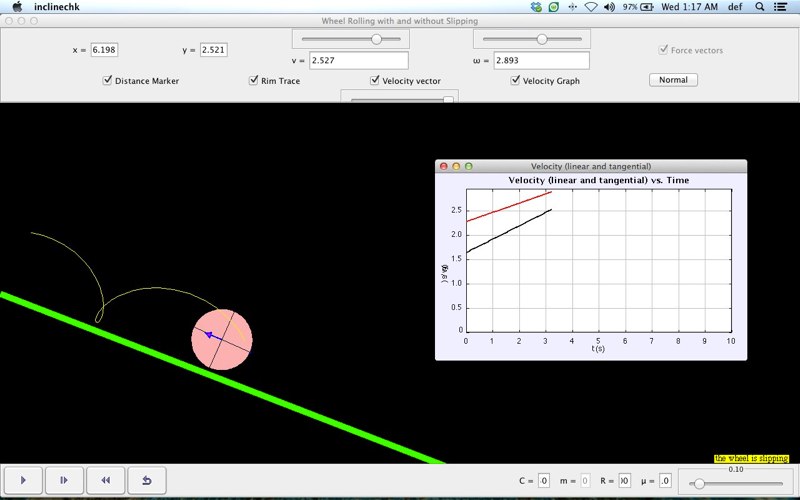 inclinechk
97%
Wed 1:17 AM
def
Wheel Rolling with and without Slipping
x = 6.198
y = 2.521
v = 2.527
ω = 2.893
Force vectors
Distance Marker
Rim Trace
Velocity vector
Velocity Graph
Normal
Velocity (linear and tangential)
Velocity (linear and tangential) vs. Time
2.5
2.0
1.5
1.0
0.5
0
0 1 2 3 4 5 6 7 8 9 10
t (s)
the wheel is slipping
C = 0
m = 0
R =
μ = .0
0.10